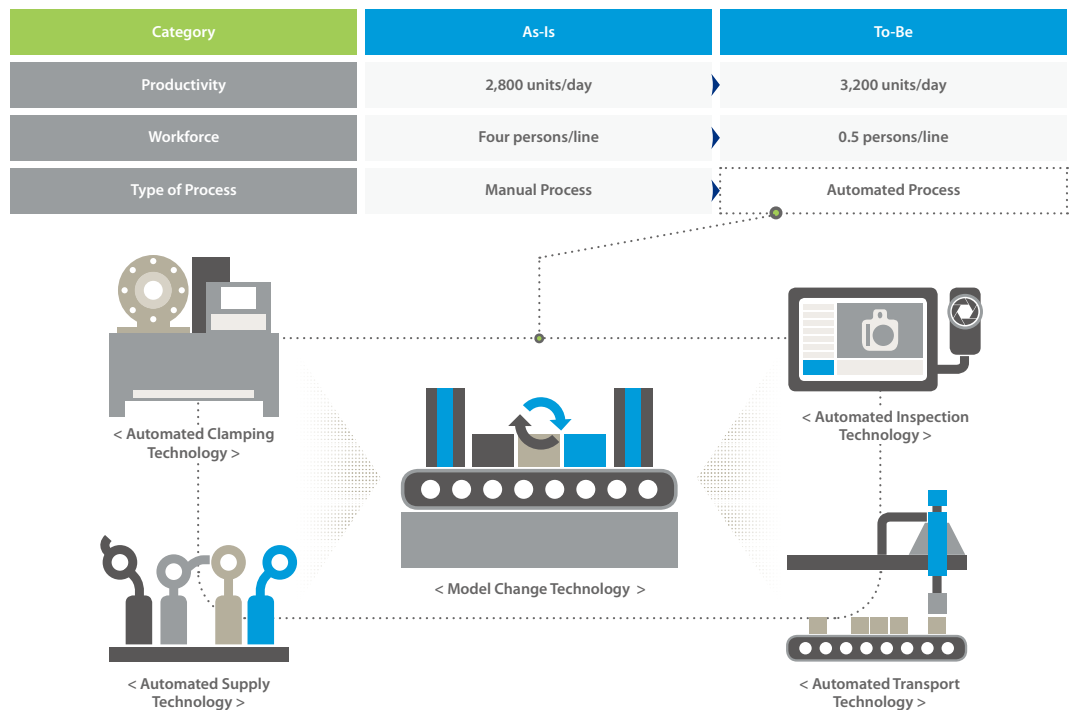 Category
As-Is
To-Be
Productivity
2,800 units/day
3,200 units/day
Workforce
Four persons/line
0.5 persons/line
Type of Process
Manual Process
Automated Process
< Automated Clamping
Technology >
< Automated Inspection
Technology >
< Model Change Technology >
< Automated Supply
Technology >
< Automated Transport
Technology >